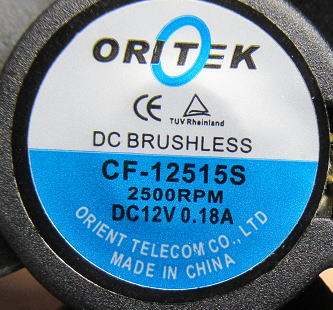 ORITEK
CE TUV Rheinland
DC BRUSHLESS
CF-12515S
2500RPM
DC12V 0.18A
ORIENT TELECOM CO., LTD
MADE IN CHINA